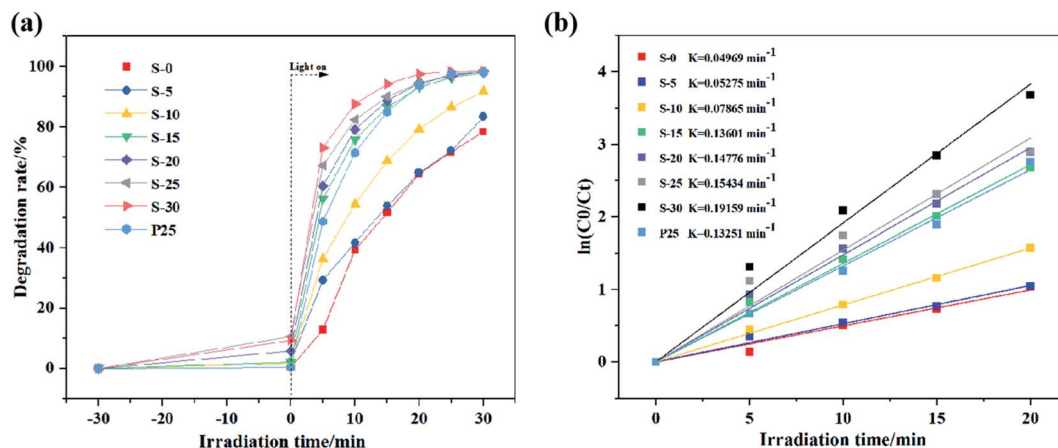 (a)
Degradation rate/%
100
80
60
40
20
0
S-0
S-5
S-10
S-15
S-20
S-25
S-30
P25
Light on
-30
-20
-10
0
10
20
30
Irradiation time/min
(b)
ln(C0/Ct)
4
3
2
1
0
S-0 K=0.04969 min-1
S-5 K=0.05275 min-1
S-10 K=0.07865 min-1
S-15 K=0.13601 min-1
S-20 K=0.14776 min-1
S-25 K=0.15434 min-1
S-30 K=0.19159 min-1
P25 K=0.13251 min-1
0
5
10
15
20
Irradiation time/min